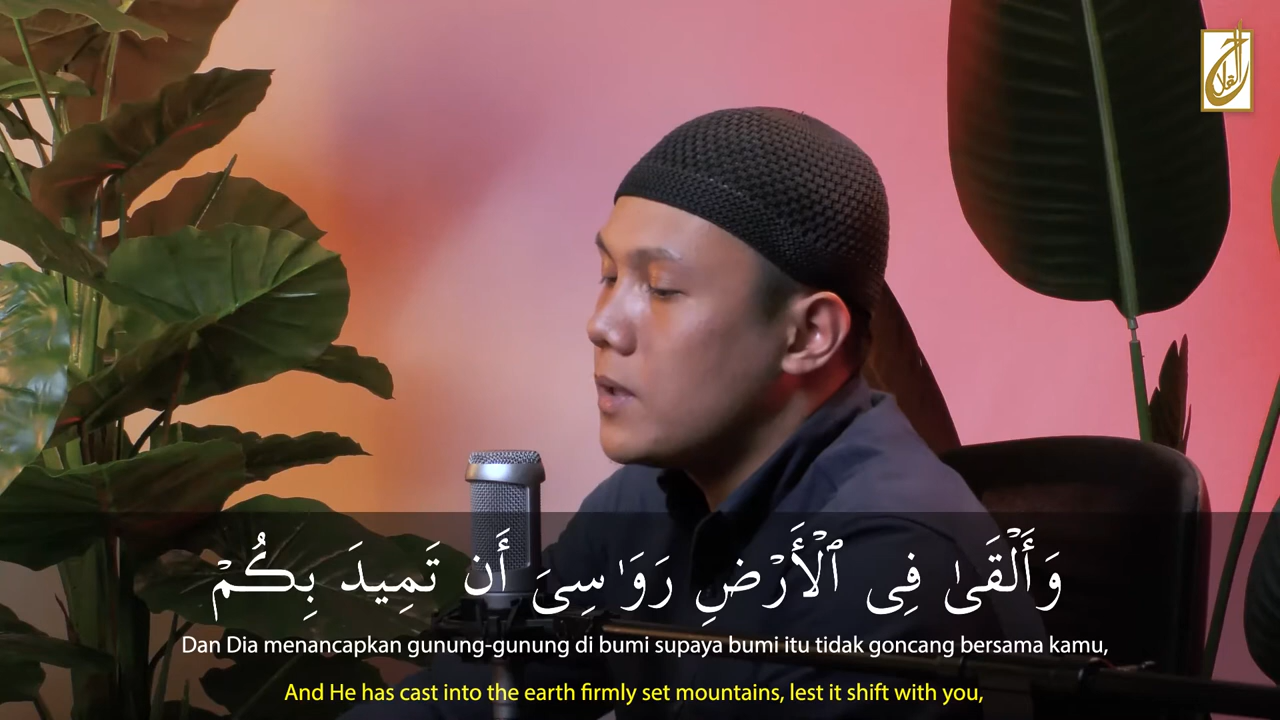 القلاح
وَأَلْقَىٰ فِى ٱلْأَرْضِ رَوَٰسِىَ أَن تَمِيدَ بِكُمْ
Dan Dia menancapkan gunung-gunung di bumi supaya bumi itu tidak goncang bersama kamu,
And He has cast into the earth firmly set mountains, lest it shift with you,